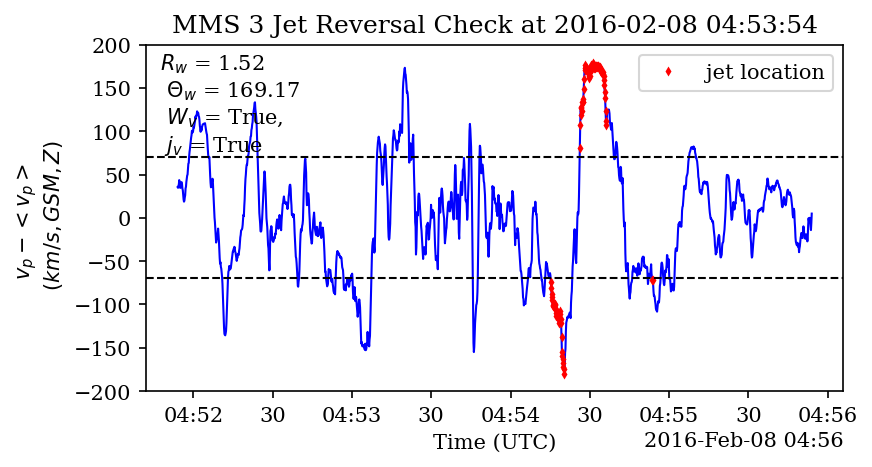 MMS 3 Jet Reversal Check at 2016-02-08 04:53:54
R_w = 1.52
Θ_w = 169.17
W_v = True,
j_v = True
jet location
v_p − < v_p >
(km/s, GSM, Z)
200
150
100
50
0
−50
−100
−150
−200
04:52 30 04:53 30 04:54 30 04:55 30 04:56
Time (UTC)
2016-Feb-08 04:56